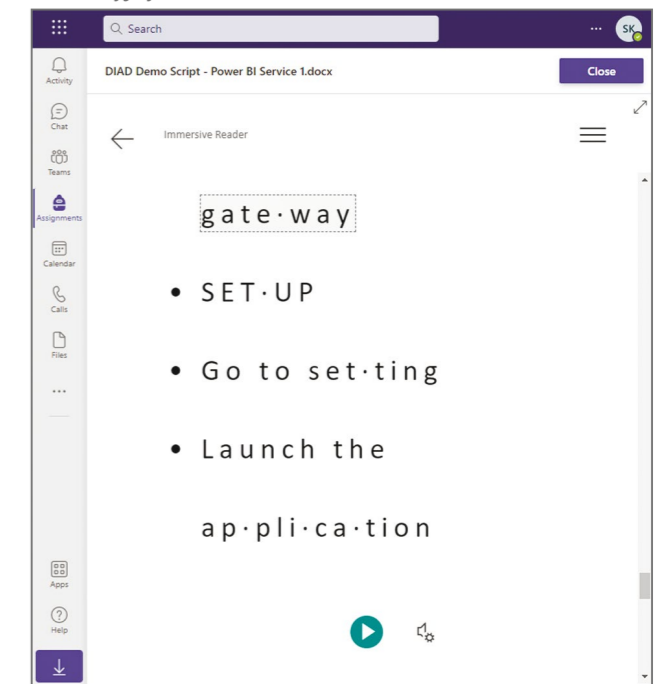 Search
...
SK
Activity
DIAD Demo Script - Power BI Service 1.docx
Close
Chat
Immersive Reader
Teams
Assignments
gate·way
Calendar
SET·UP
Calls
Files
Go to set·ting
...
Launch the
ap·pli·ca·tion
Apps
Help